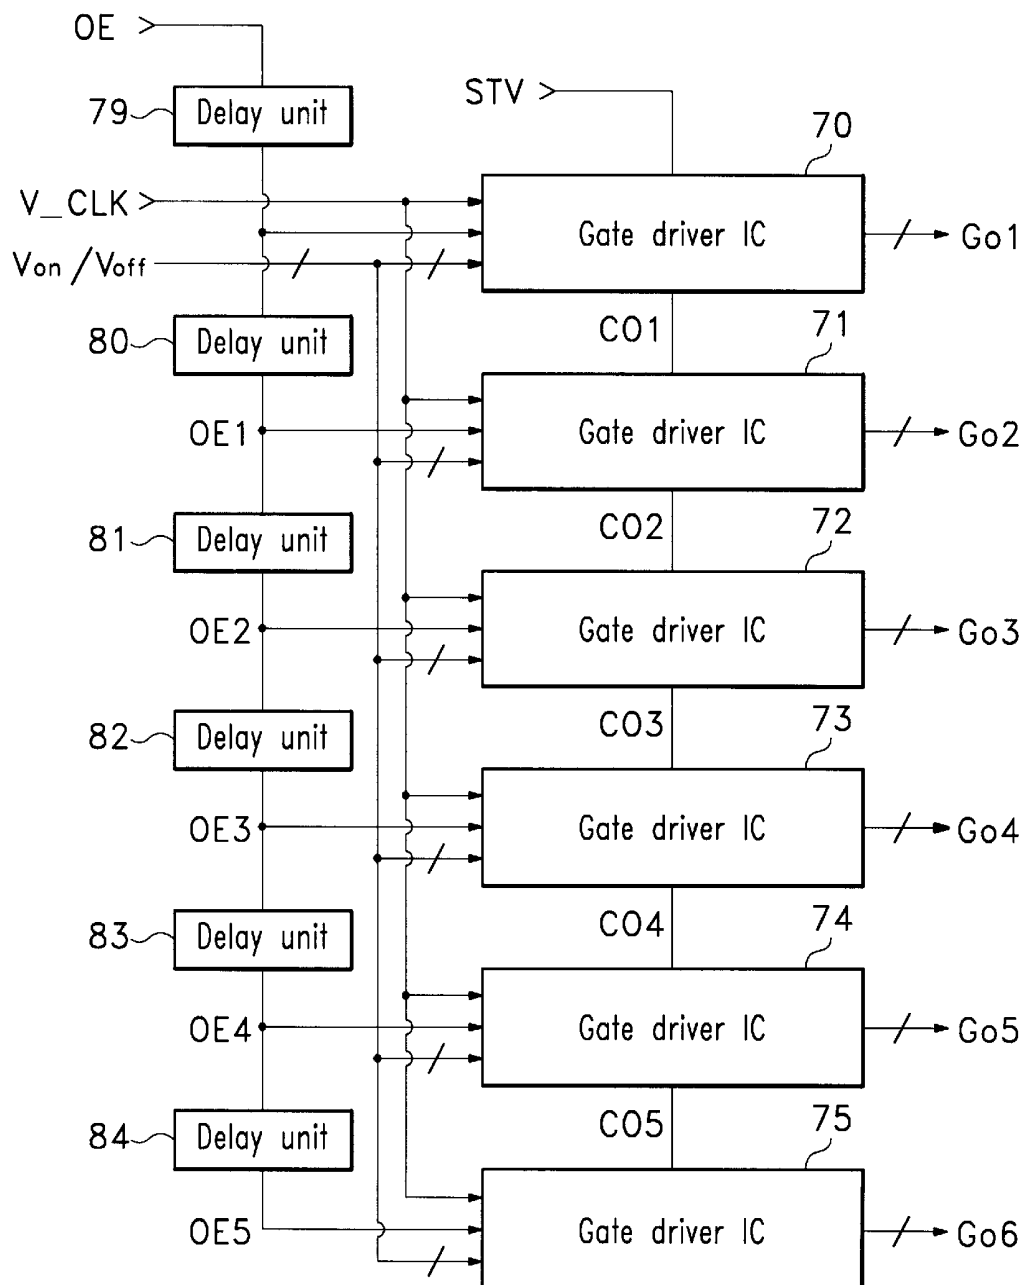 OE
79 Delay unit
STV
70
V_CLK
Gate driver IC
Go1
Von / Voff
80 Delay unit
CO1
71
OE1
Gate driver IC
Go2
81 Delay unit
CO2
72
OE2
Gate driver IC
Go3
82 Delay unit
CO3
73
OE3
Gate driver IC
Go4
83 Delay unit
CO4
74
OE4
Gate driver IC
Go5
84 Delay unit
CO5
75
OE5
Gate driver IC
Go6